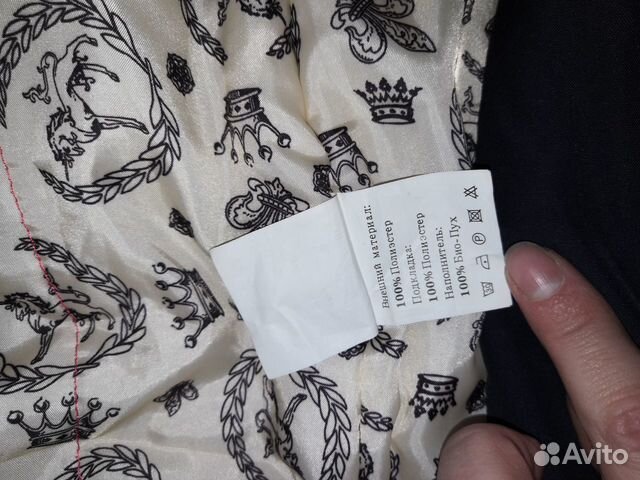 Внешний материал:
100% Полиэстер
Подкладка:
100% Полиэстер
Наполнитель:
100% Био-Пух
P
Avito